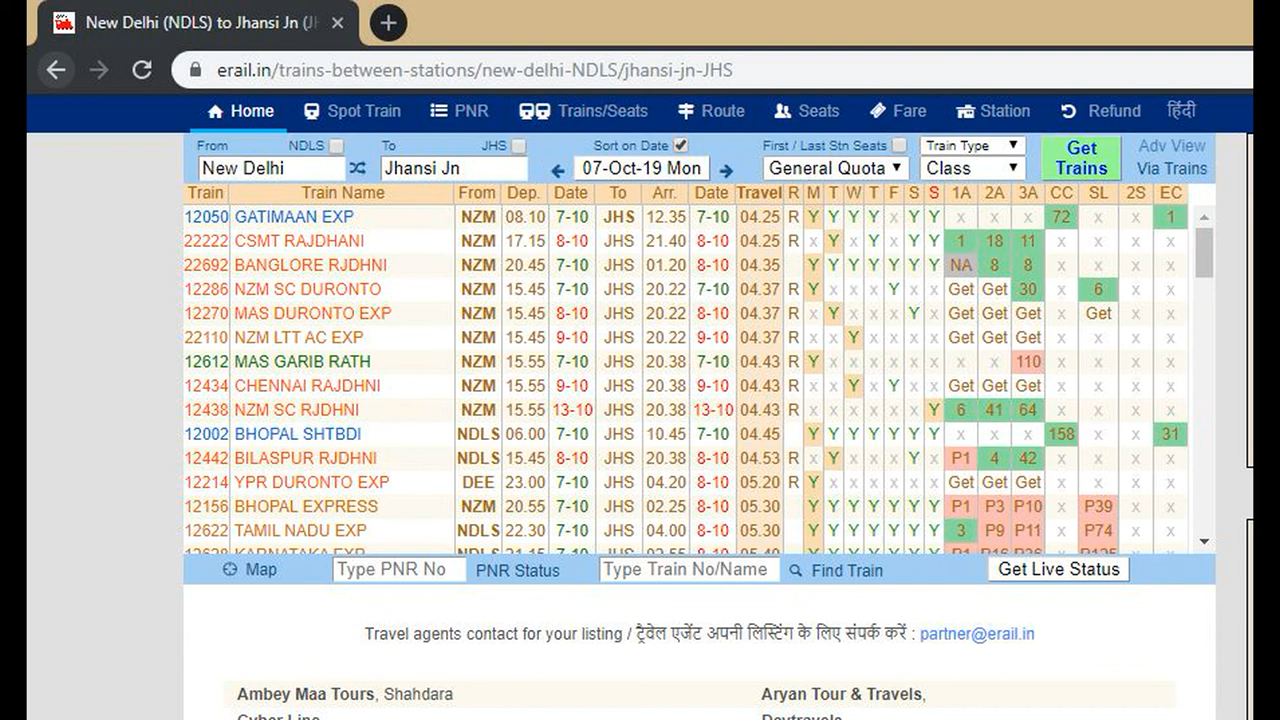 New Delhi (NDLS) to Jhansi Jn (J
erail.in/trains-between-stations/new-delhi-NDLS/jhansi-jn-JHS
Home Spot Train PNR Trains/Seats Route Seats Fare Station Refund हिंदी
From NDLS To JHS Sort on Date First / Last Stn Seats Train Type Get Trains Adv View
New Delhi Jhansi Jn 07-Oct-19 Mon General Quota Class Via Trains
Train Train Name From Dep. Date To Arr. Date Travel R M T W T F S S 1A 2A 3A CC SL 2S EC
12050 GATIMAAN EXP NZM 08.10 7-10 JHS 12.35 7-10 04.25 R Y Y Y Y x Y Y x x x 72 x x 1
22222 CSMT RAJDHANI NZM 17.15 8-10 JHS 21.40 8-10 04.25 R x Y x Y x Y Y 1 18 11 x x x x
22692 BANGLORE RJDHNI NZM 20.45 7-10 JHS 01.20 8-10 04.35 Y Y Y Y Y Y Y NA 8 8 x x x x
12286 NZM SC DURONTO NZM 15.45 7-10 JHS 20.22 7-10 04.37 R Y x x x Y x x Get Get 30 x 6 x x
12270 MAS DURONTO EXP NZM 15.45 8-10 JHS 20.22 8-10 04.37 R x Y x x x Y x Get Get Get x Get x x
22110 NZM LTT AC EXP NZM 15.45 9-10 JHS 20.22 9-10 04.37 R x x Y x x x x Get Get Get x x x x
12612 MAS GARIB RATH NZM 15.55 7-10 JHS 20.38 7-10 04.43 R Y x x x x x x x x 110 x x x x
12434 CHENNAI RAJDHNI NZM 15.55 9-10 JHS 20.38 9-10 04.43 R x x Y x Y x x Get Get Get x x x x
12438 NZM SC RJDHNI NZM 15.55 13-10 JHS 20.38 13-10 04.43 R x x x x x x Y 6 41 64 x x x x
12002 BHOPAL SHTBDI NDLS 06.00 7-10 JHS 10.45 7-10 04.45 Y Y Y Y Y Y Y x x x 158 x x 31
12442 BILASPUR RJDHNI NDLS 15.45 8-10 JHS 20.38 8-10 04.53 R x Y x x x Y x P1 4 42 x x x x
12214 YPR DURONTO EXP DEE 23.00 7-10 JHS 04.20 8-10 05.20 R Y x x x x x x Get Get Get x x x x
12156 BHOPAL EXPRESS NZM 20.55 7-10 JHS 02.25 8-10 05.30 Y Y Y Y Y Y Y P1 P3 P10 x P39 x x
12622 TAMIL NADU EXP NDLS 22.30 7-10 JHS 04.00 8-10 05.30 Y Y Y Y Y Y Y 3 P9 P11 x P74 x x
KARNATAKA EXP NDLS 21.15 7-10 JHS 8-10
Map Type PNR No PNR Status Type Train No/Name Find Train Get Live Status
Travel agents contact for your listing / ट्रैवेल एजेंट अपनी लिस्टिंग के लिए संपर्क करें : partner@erail.in
Ambey Maa Tours, Shahdara Aryan Tour & Travels,
Cyber Line